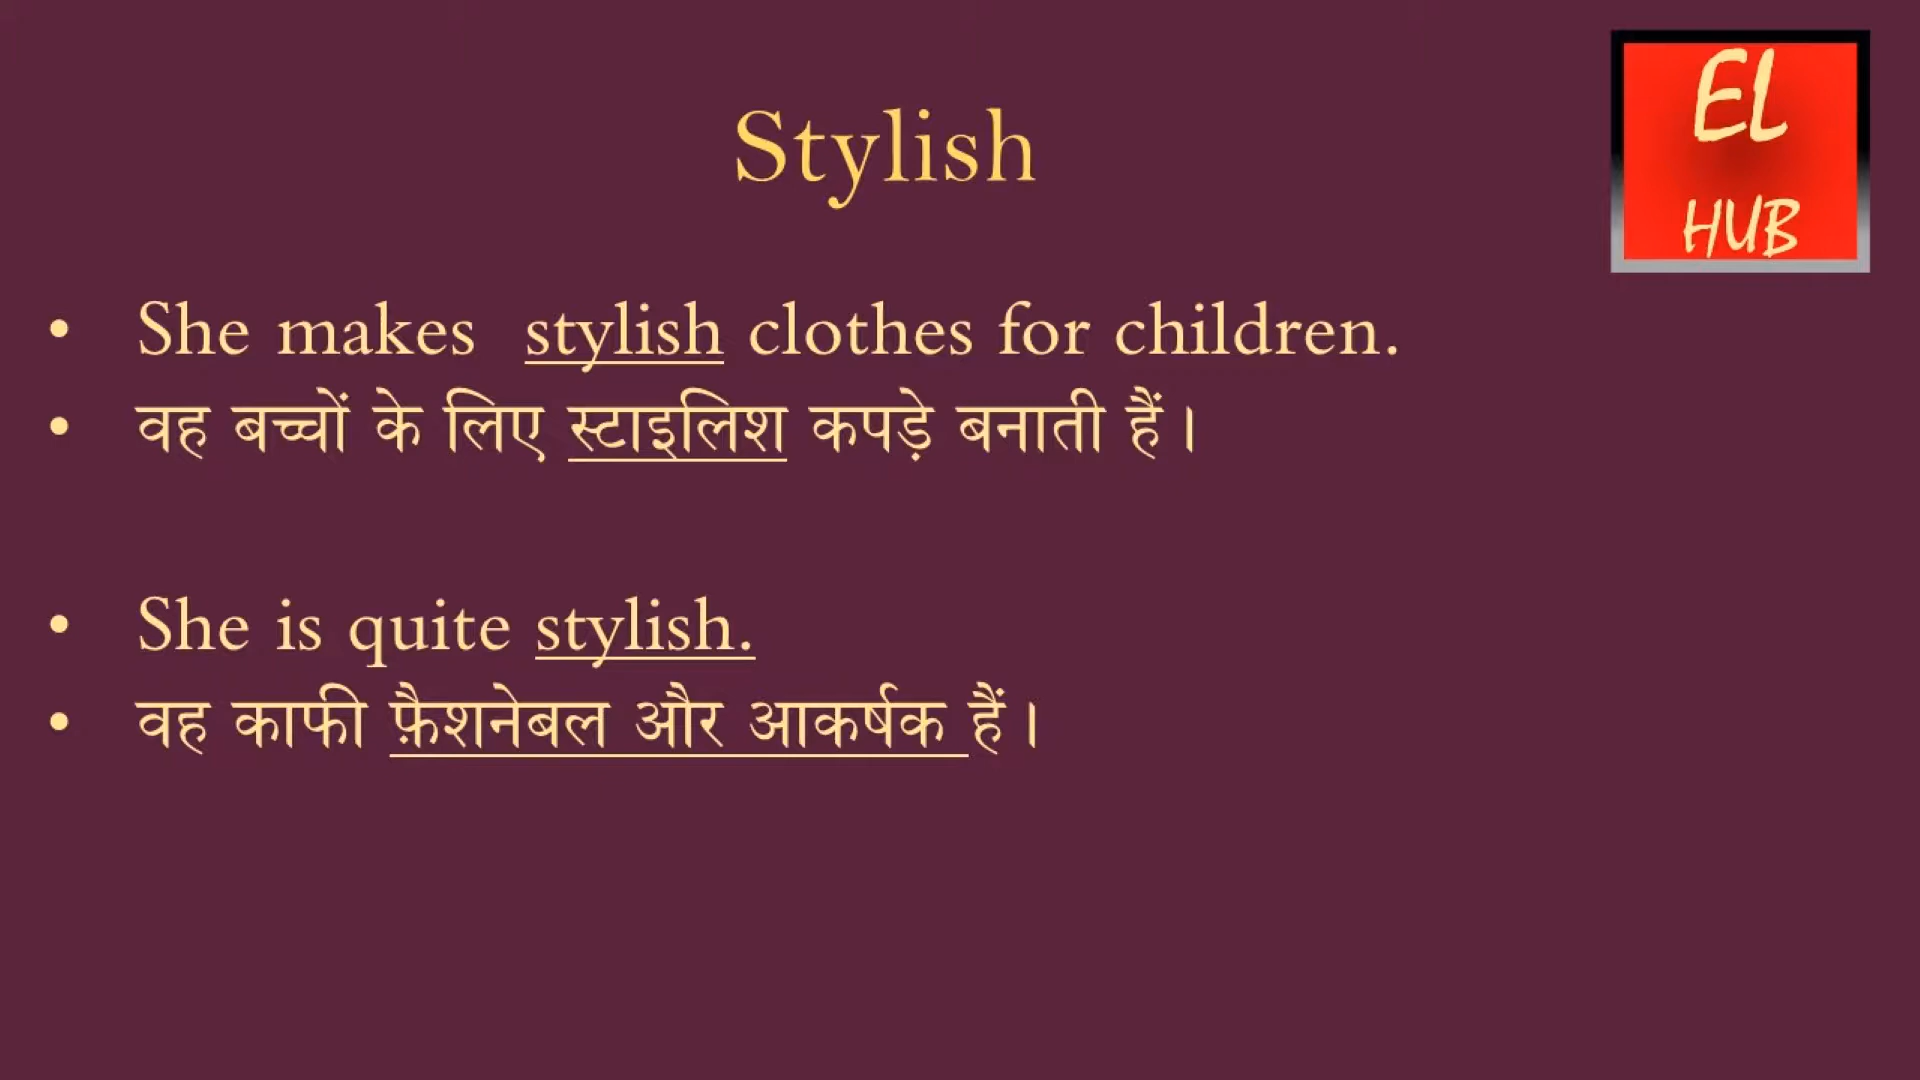 EL
HUB
Stylish
• She makes stylish clothes for children.
• वह बच्चों के लिए स्टाइलिश कपड़े बनाती हैं।
• She is quite stylish.
• वह काफी फ़ैशनेबल और आकर्षक हैं।